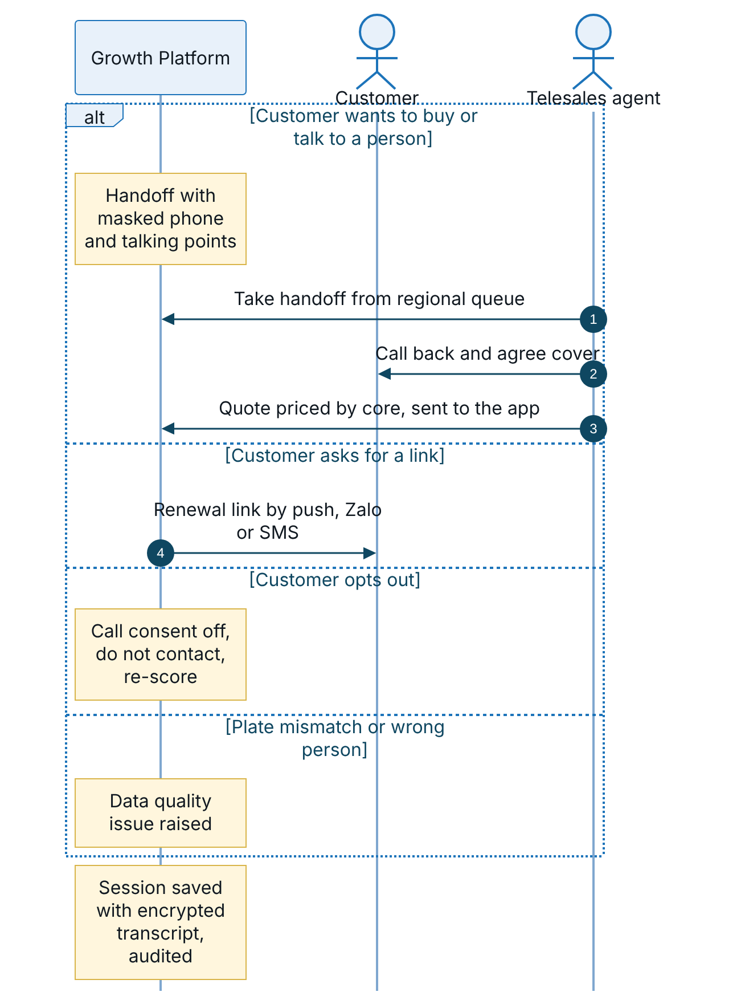 Growth Platform
Customer
Telesales agent
alt
[Customer wants to buy or
talk to a person]
Handoff with
masked phone
and talking points
Take handoff from regional queue
1
Call back and agree cover
2
Quote priced by core, sent to the app
3
[Customer asks for a link]
Renewal link by push, Zalo
or SMS
4
[Customer opts out]
Call consent off,
do not contact,
re-score
[Plate mismatch or wrong
person]
Data quality
issue raised
Session saved
with encrypted
transcript,
audited